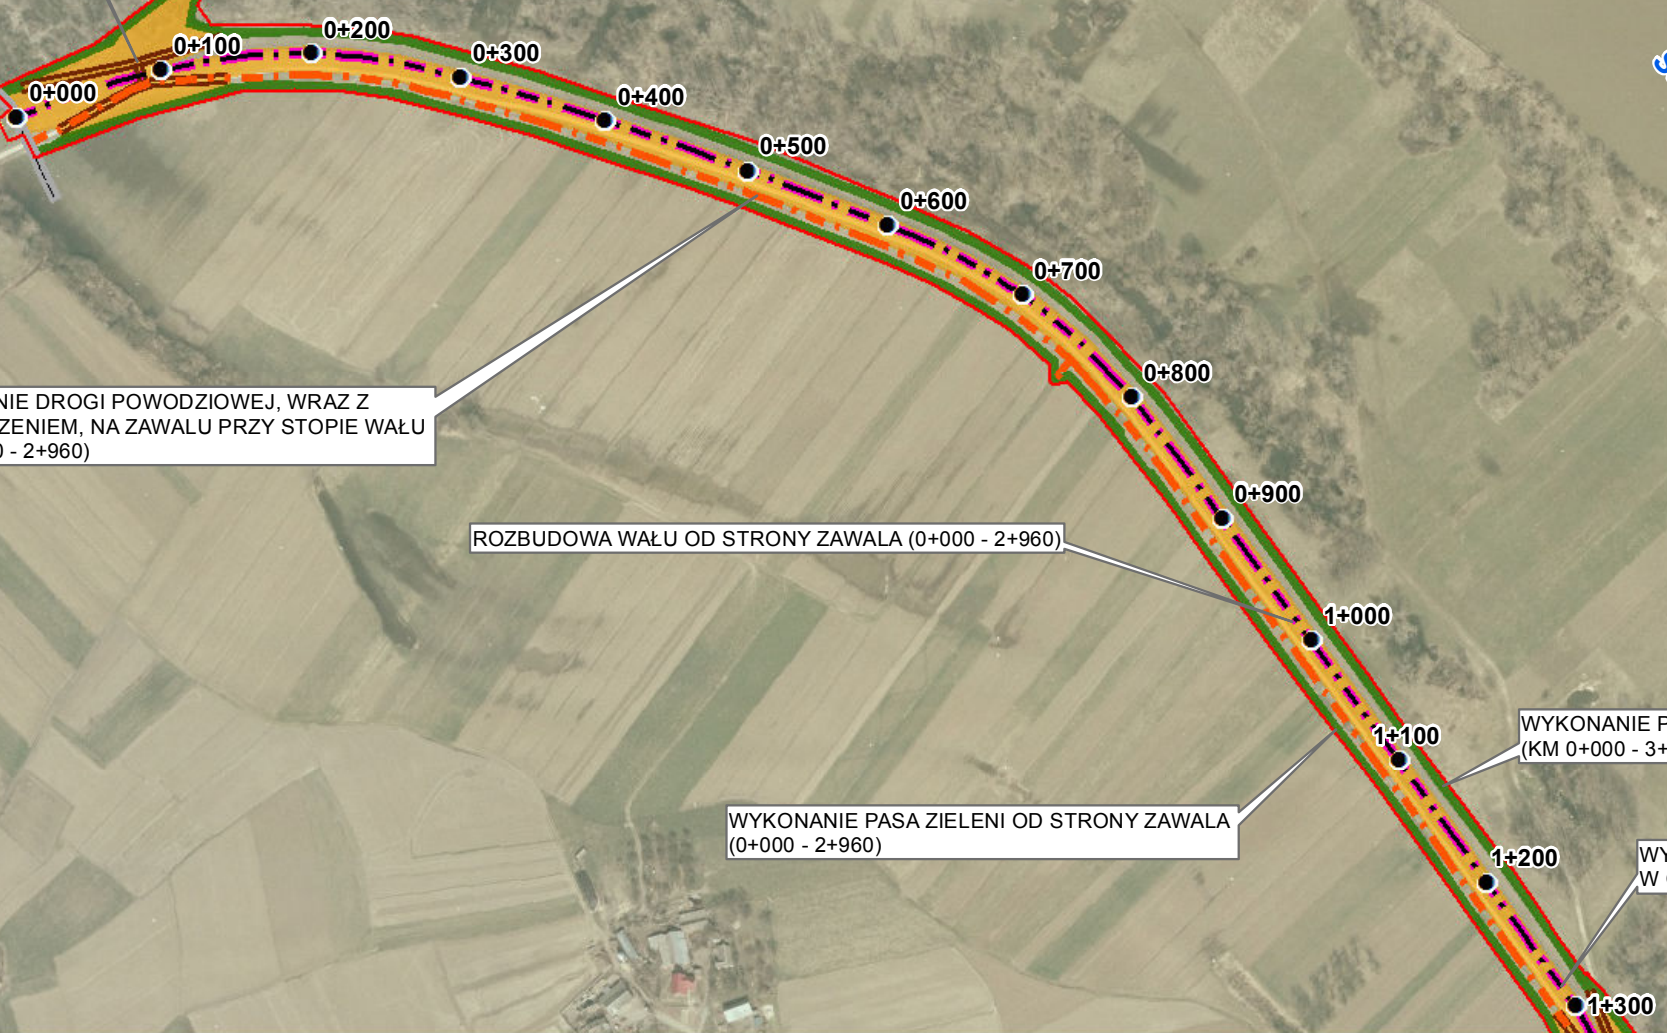 0+000
0+100
0+200
0+300
0+400
0+500
0+600
0+700
0+800
0+900
1+000
1+100
1+200
1+300
NIE DROGI POWODZIOWEJ, WRAZ Z
ZENIEM, NA ZAWALU PRZY STOPIE WAŁU
0 - 2+960)
ROZBUDOWA WAŁU OD STRONY ZAWALA (0+000 - 2+960)
WYKONANIE P
(KM 0+000 - 3+
WYKONANIE PASA ZIELENI OD STRONY ZAWALA
(0+000 - 2+960)
WY
W